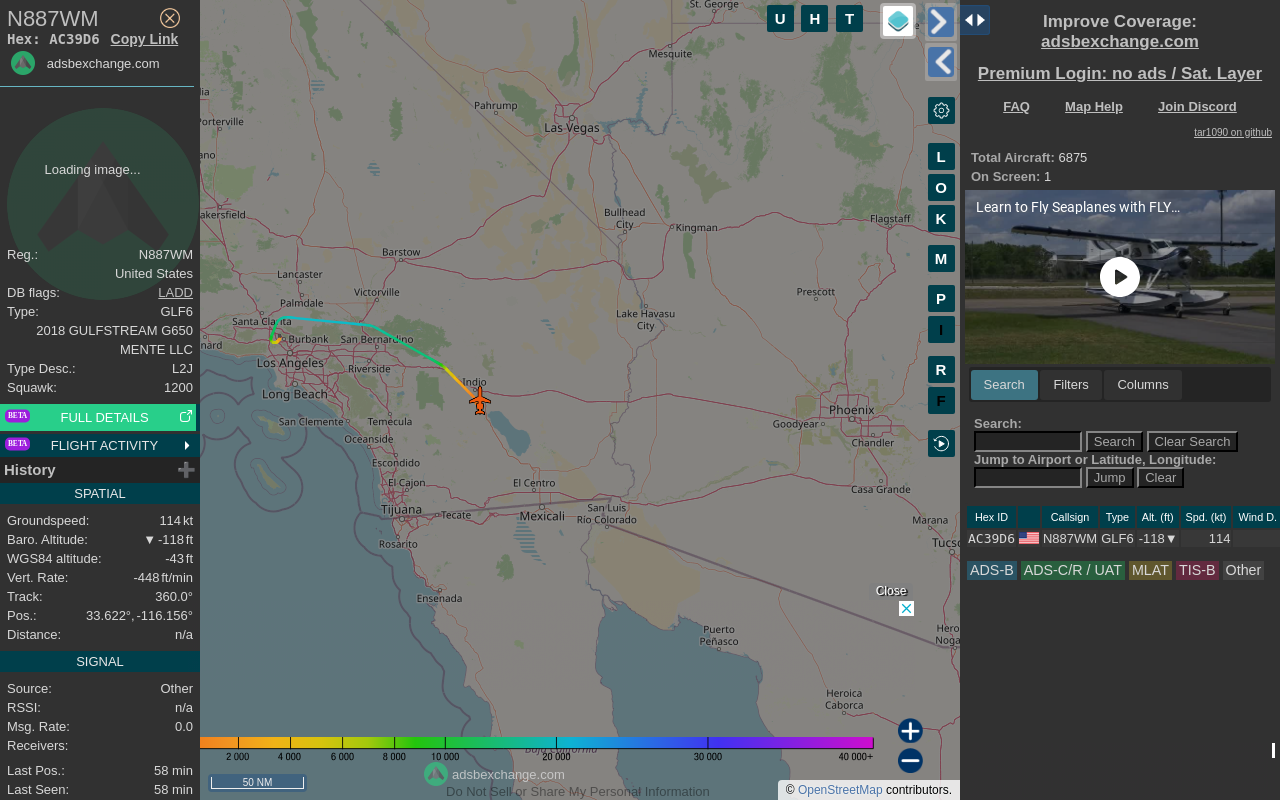 N887WM
Hex: AC39D6 Copy Link
adsbexchange.com
Loading image...
Reg.: N887WM
United States
DB flags: LADD
Type: GLF6
2018 GULFSTREAM G650
MENTE LLC
Type Desc.: L2J
Squawk: 1200
BETA FULL DETAILS
BETA FLIGHT ACTIVITY
History
SPATIAL
Groundspeed: 114 kt
Baro. Altitude: ▼ -118 ft
WGS84 altitude: -43 ft
Vert. Rate: -448 ft/min
Track: 360.0°
Pos.: 33.622°, -116.156°
Distance: n/a
SIGNAL
Source: Other
RSSI: n/a
Msg. Rate: 0.0
Receivers:
Last Pos.: 58 min
Last Seen: 58 min
St. George
Mesquite
Pahrump
Las Vegas
Porterville
akersfield
Bullhead
City
Kingman
Flagstaff
Barstow
Lancaster
Palmdale
Victorville
Prescott
Santa Clarita
Lake Havasu
City
nard
Burbank
San Bernardino
Los Angeles
Riverside
Indio
Long Beach
Phoenix
San Clemente
Temecula
Goodyear
Oceanside
Chandler
Escondido
El Cajon
El Centro
Casa Grande
Tijuana
Tecate
Mexicali
San Luis
Río Colorado
Marana
Rosarito
Tucso
Ensenada
Puerto
Peñasco
Hero
Noga
Heroica
Caborca
Baja California
U H T
L
O
K
M
P
I
R
F
Close
2 000 4 000 6 000 8 000 10 000 20 000 30 000 40 000+
50 NM
adsbexchange.com
Do Not Sell or Share My Personal Information
© OpenStreetMap contributors.
Improve Coverage:
adsbexchange.com
Premium Login: no ads / Sat. Layer
FAQ Map Help Join Discord
tar1090 on github
Total Aircraft: 6875
On Screen: 1
Learn to Fly Seaplanes with FLY…
Search Filters Columns
Search:
Search Clear Search
Jump to Airport or Latitude, Longitude:
Jump Clear
Hex ID Callsign Type Alt. (ft) Spd. (kt) Wind D.
AC39D6 N887WM GLF6 -118▼ 114
ADS-B ADS-C/R / UAT MLAT TIS-B Other